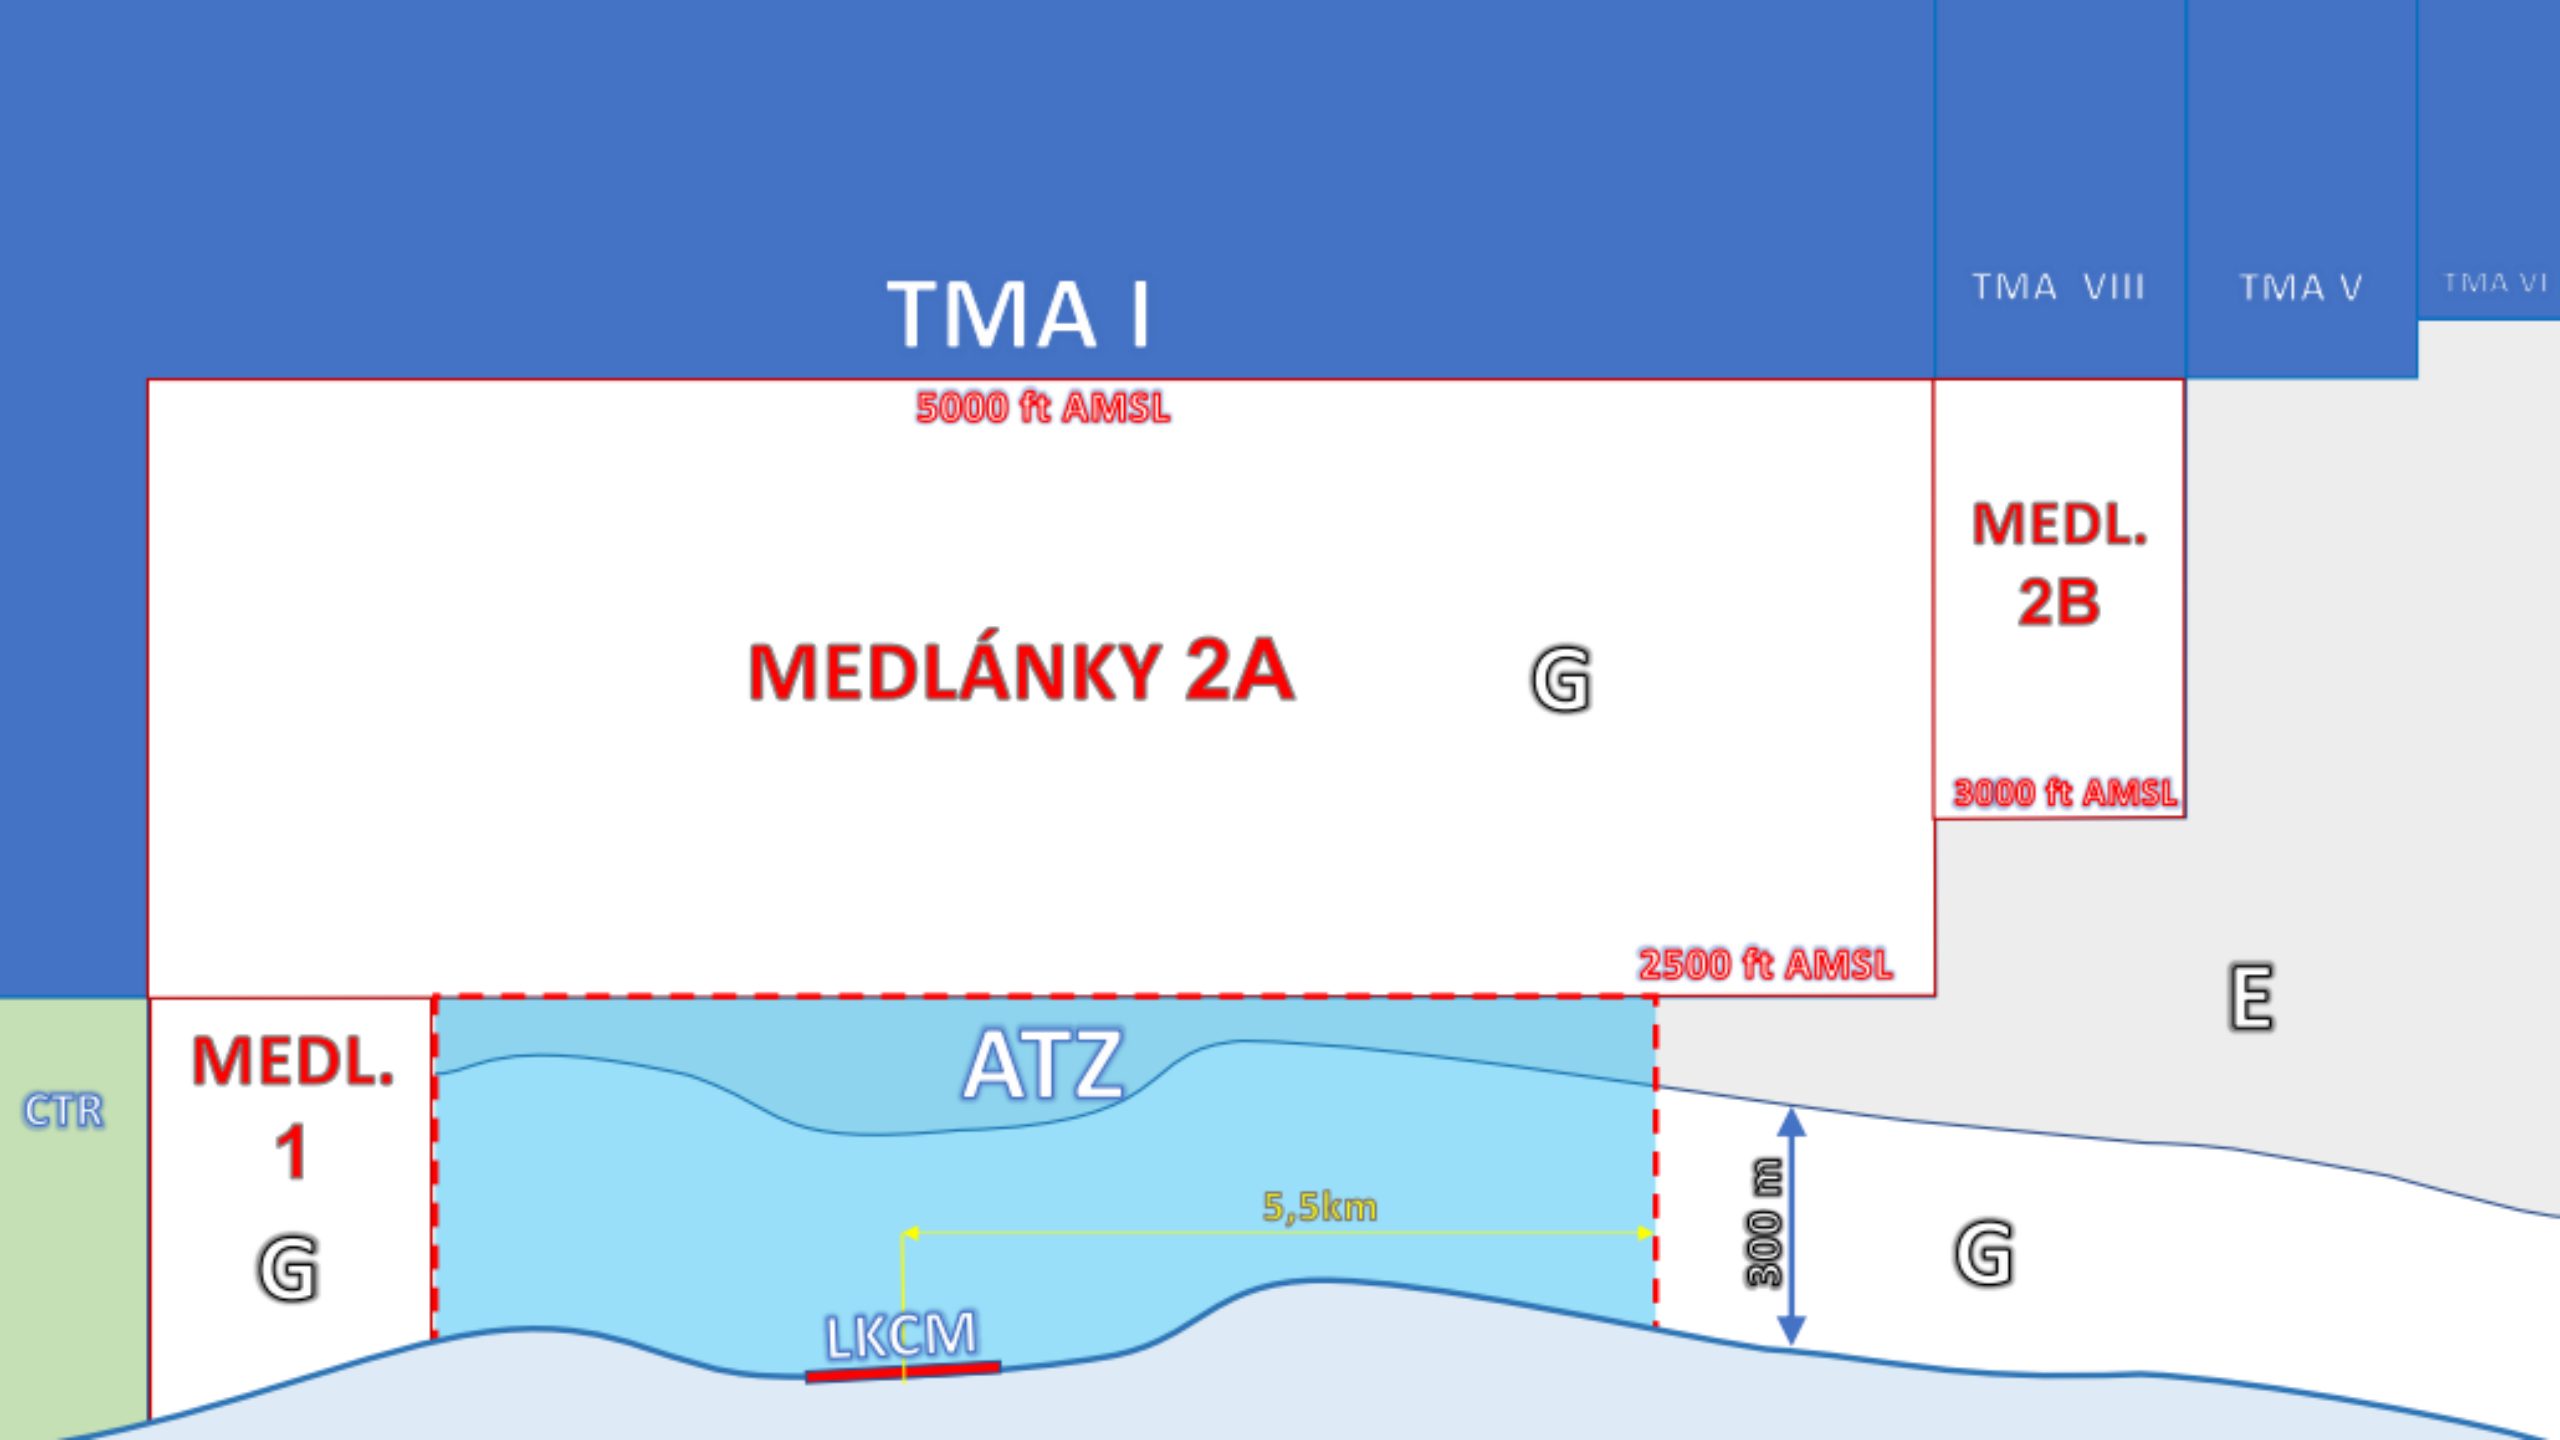 TMA I
TMA VIII
TMA V
TMA VI
5000 ft AMSL
MEDLÁNKY 2A
G
MEDL.
2B
3000 ft AMSL
2500 ft AMSL
E
CTR
MEDL.
1
G
ATZ
5,5km
300 m
G
LKCM